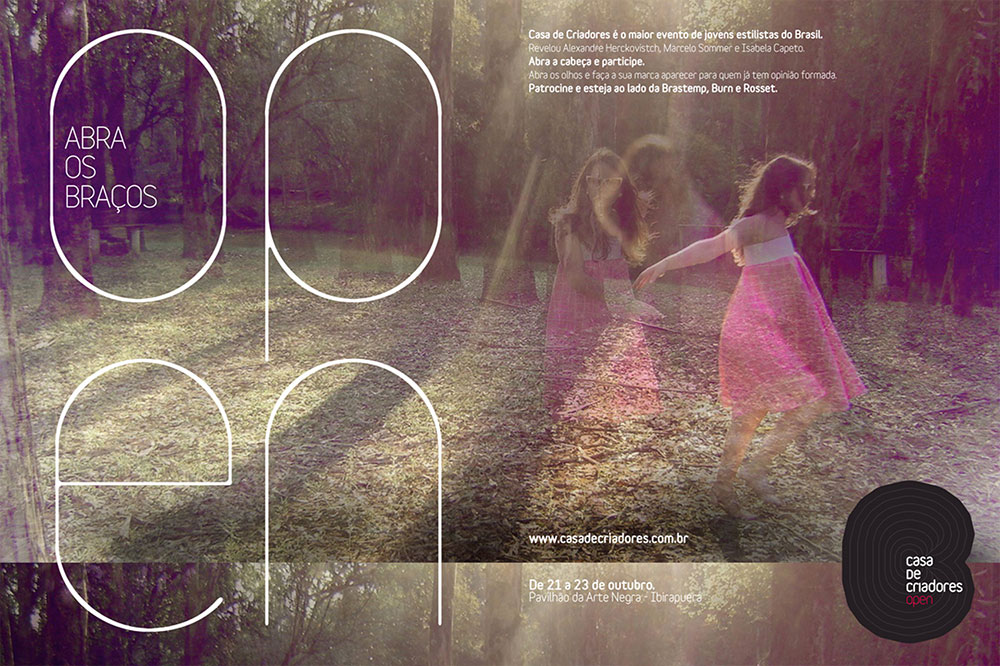 open
ABRA
OS
BRAÇOS
Casa de Criadores é o maior evento de jovens estilistas do Brasil.
Revelou Alexandre Herckovistch, Marcelo Sommer e Isabela Capeto.
Abra a cabeça e participe.
Abra os olhos e faça a sua marca aparecer para quem já tem opinião formada.
Patrocine e esteja ao lado da Brastemp, Burn e Rosset.
www.casadecriadores.com.br
De 21 a 23 de outubro.
Pavilhão da Arte Negra - Ibirapuera
casa
de
criadores
open